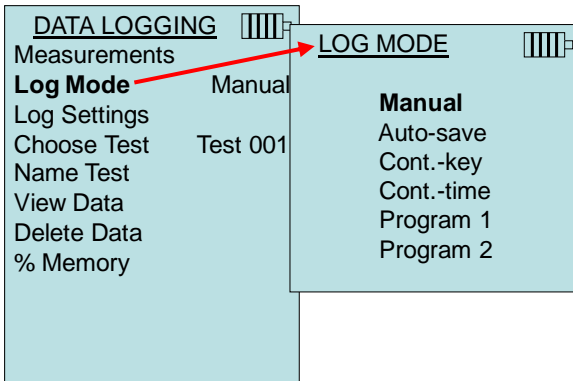 DATA LOGGING
Measurements
Log Mode Manual
Log Settings
Choose Test Test 001
Name Test
View Data
Delete Data
% Memory
LOG MODE
Manual
Auto-save
Cont.-key
Cont.-time
Program 1
Program 2